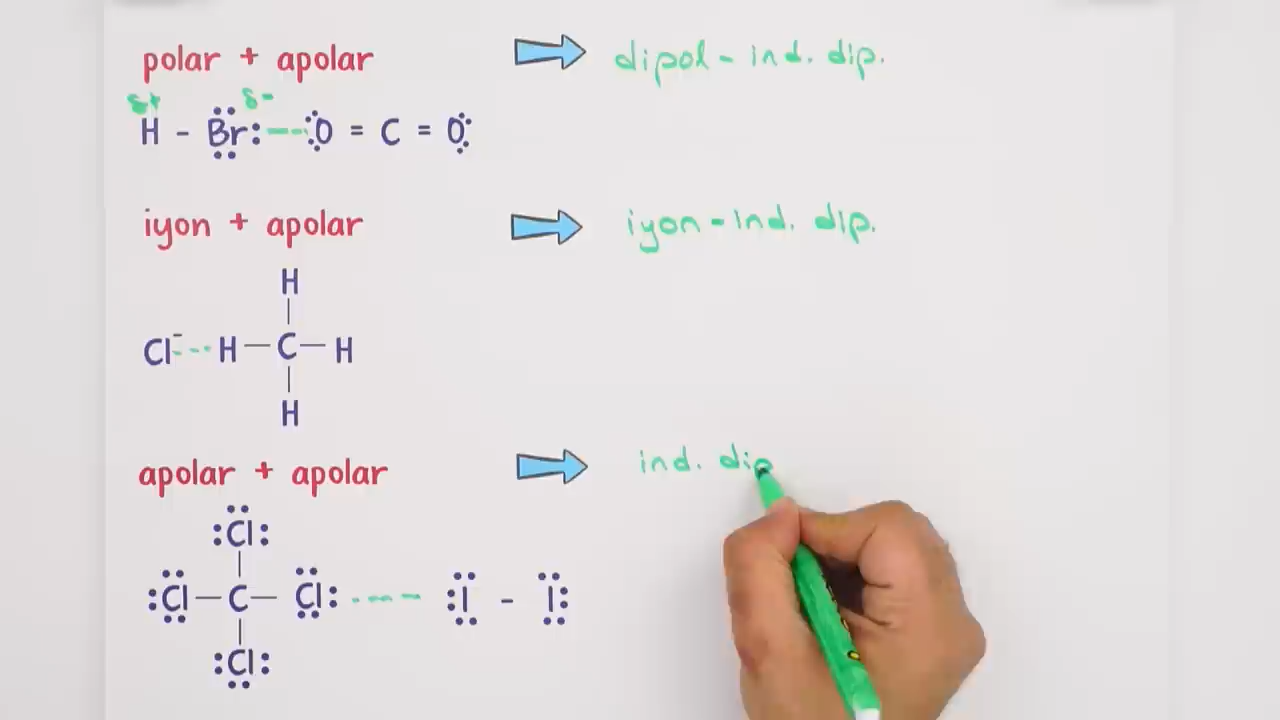 polar + apolar dipol - ind. dip.
δ+ δ-
H - Br: --- :O = C = O:
iyon + apolar iyon - ind. dip.
H
Cl⁻ --- H — C — H
H
apolar + apolar ind. dip
:Cl:
:Cl — C — Cl: ---- :I - I:
:Cl: